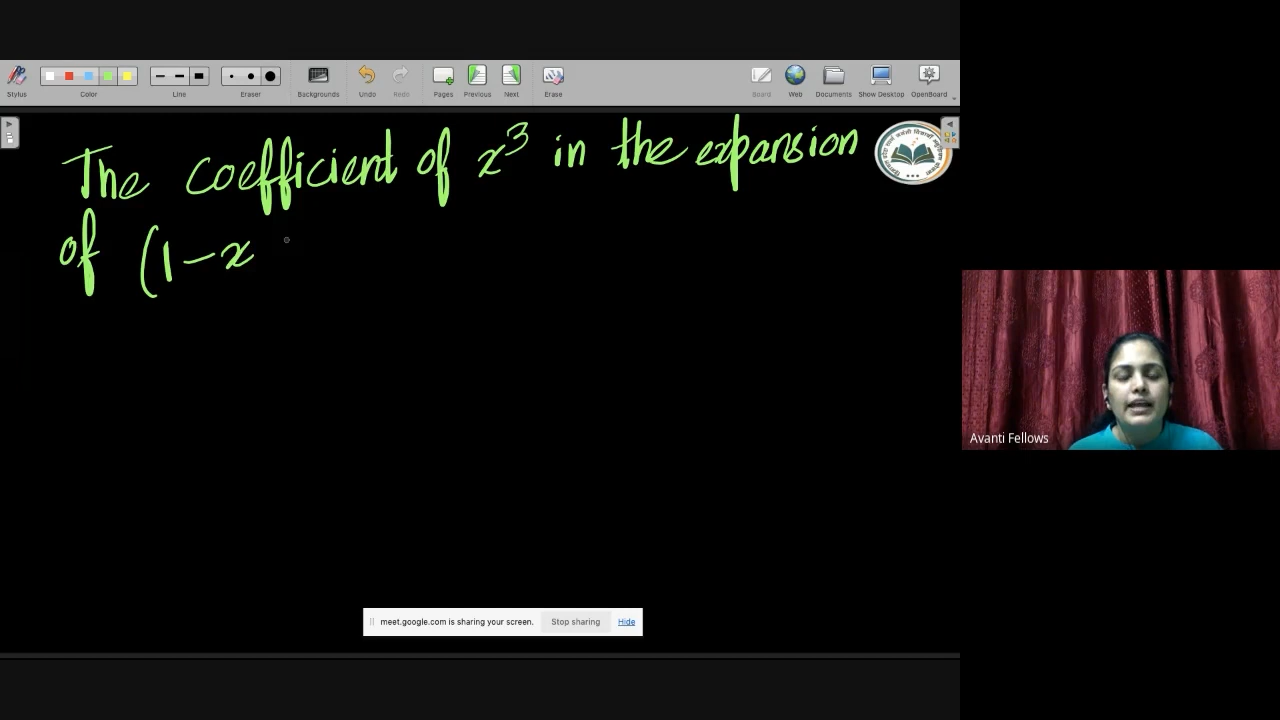 Stylus Color Line Eraser Backgrounds Undo Redo Pages Previous Next Erase Board Web Documents Show Desktop OpenBoard
The coefficient of x³ in the expansion
of (1-x
Avanti Fellows
meet.google.com is sharing your screen. Stop sharing Hide